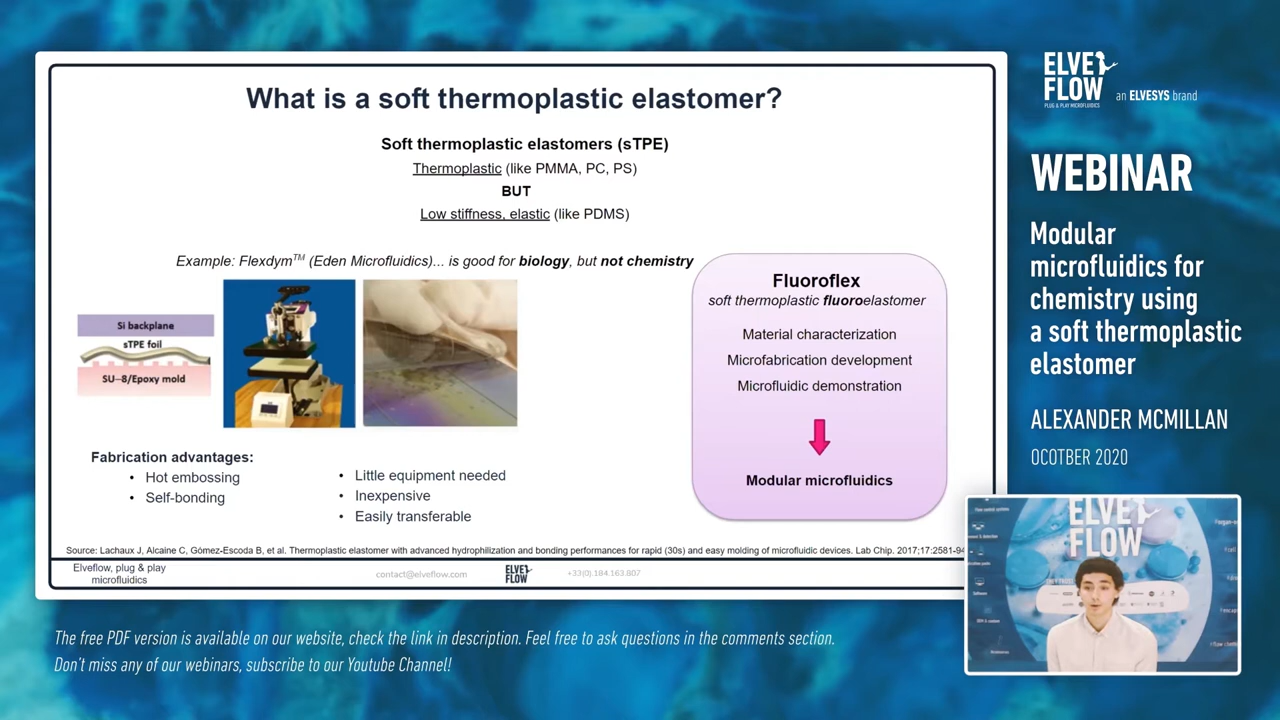 What is a soft thermoplastic elastomer?
Soft thermoplastic elastomers (sTPE)
Thermoplastic (like PMMA, PC, PS)
BUT
Low stiffness, elastic (like PDMS)
Example: Flexdym™ (Eden Microfluidics)... is good for biology, but not chemistry
Si backplane
sTPE foil
SU-8/Epoxy mold
Fabrication advantages:
• Hot embossing
• Self-bonding
• Little equipment needed
• Inexpensive
• Easily transferable
Fluoroflex
soft thermoplastic fluoroelastomer
Material characterization
Microfabrication development
Microfluidic demonstration
Modular microfluidics
Source: Lachaux J, Alcaine C, Gómez-Escoda B, et al. Thermoplastic elastomer with advanced hydrophilization and bonding performances for rapid (30s) and easy molding of microfluidic devices. Lab Chip. 2017;17:2581-94
Elveflow, plug & play
microfluidics
contact@elveflow.com
ELVE
FLOW
+33(0).184.163.807
ELVE
FLOW
PLUG & PLAY MICROFLUIDICS
an ELVESYS brand
WEBINAR
Modular
microfluidics for
chemistry using
a soft thermoplastic
elastomer
ALEXANDER MCMILLAN
OCOTBER 2020
ELVE
FLOW
The free PDF version is available on our website, check the link in description. Feel free to ask questions in the comments section.
Don't miss any of our webinars, subscribe to our Youtube Channel!